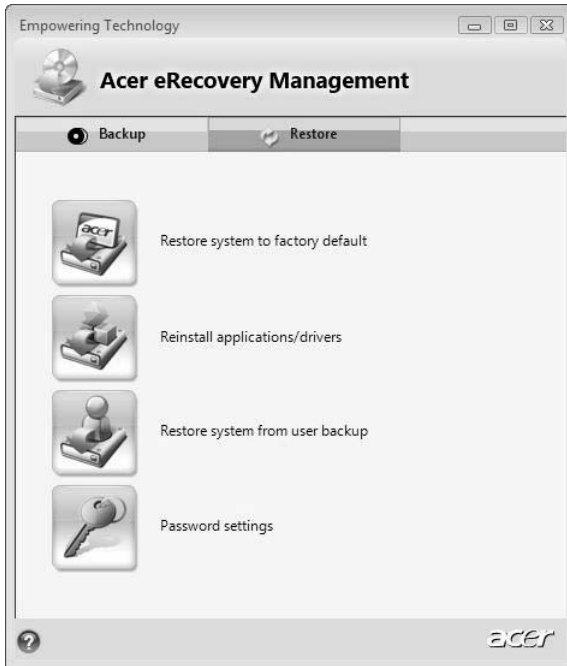 Empowering Technology
Acer eRecovery Management
Backup
Restore
acer
Restore system to factory default
Reinstall applications/drivers
Restore system from user backup
Password settings
?
acer